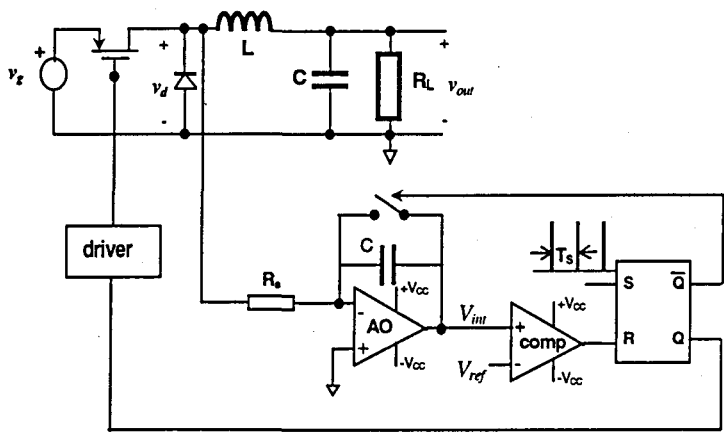 L
+
+
+
v_g
v_d
C
R_L
v_out
-
-
-
driver
C
T_S
R_s
+V_CC
S
Q̅
-
AO
V_int
+
+V_CC
comp
R
Q
+
-V_CC
V_ref
-
-V_CC